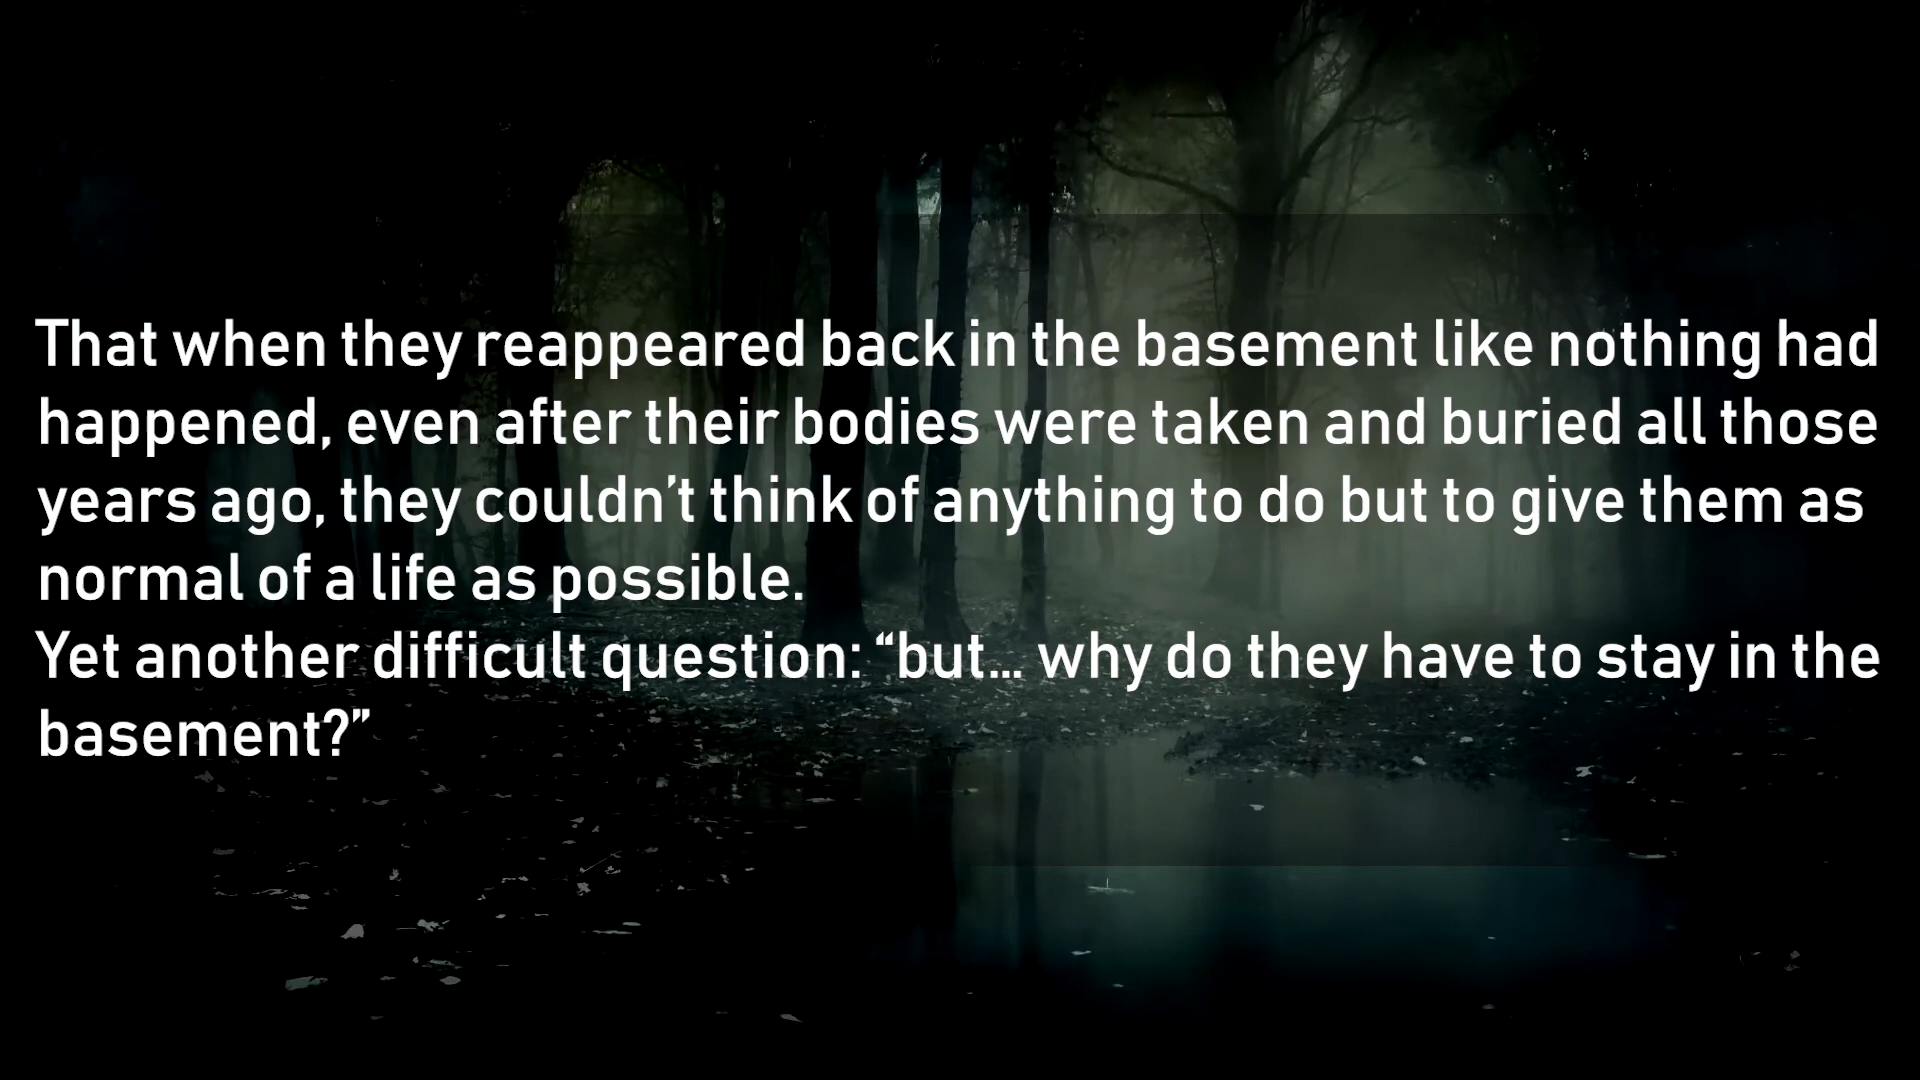 That when they reappeared back in the basement like nothing had
happened, even after their bodies were taken and buried all those
years ago, they couldn’t think of anything to do but to give them as
normal of a life as possible.
Yet another difficult question: “but… why do they have to stay in the
basement?”